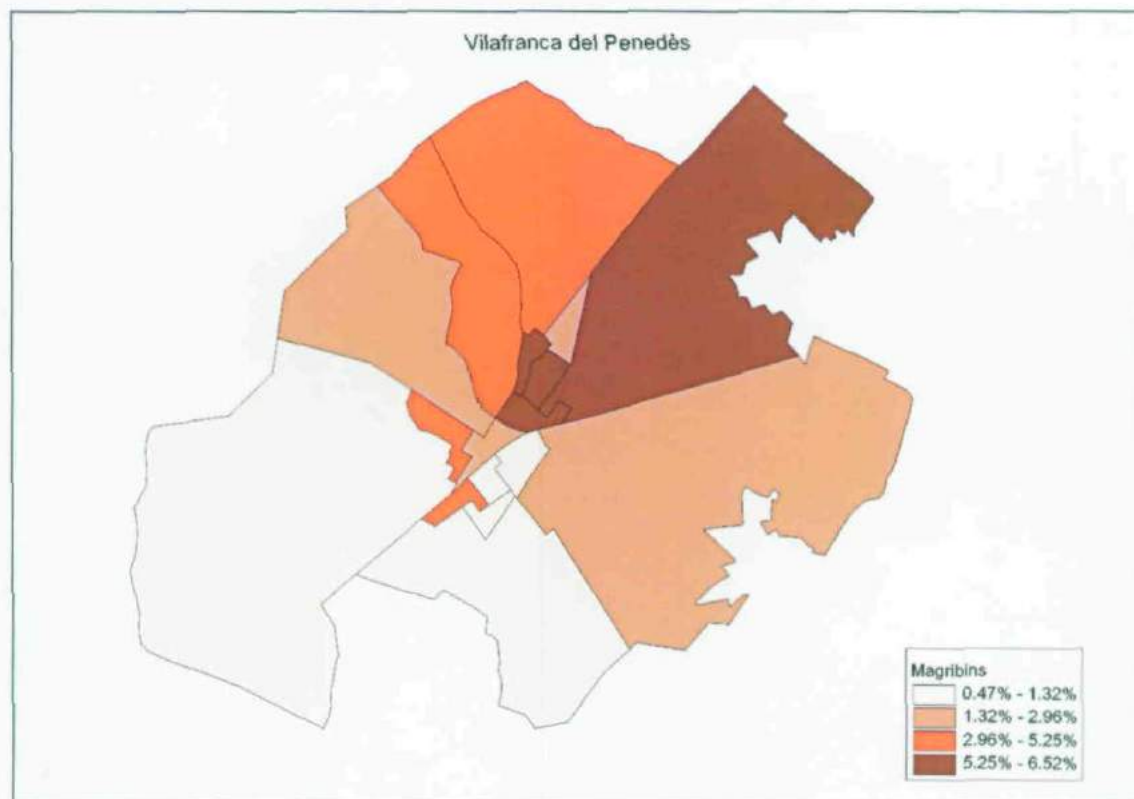 Vilafranca del Penedès
Magribins
0.47% - 1.32%
1.32% - 2.96%
2.96% - 5.25%
5.25% - 6.52%